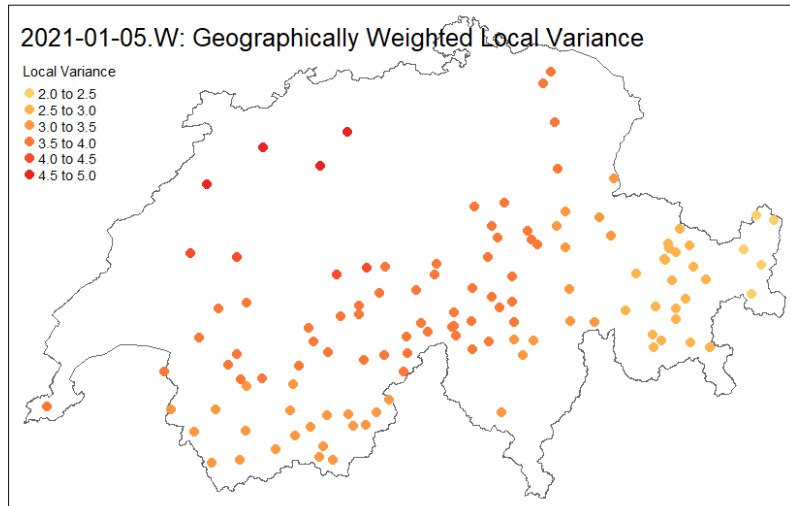 2021-01-05.W: Geographically Weighted Local Variance
Local Variance
2.0 to 2.5
2.5 to 3.0
3.0 to 3.5
3.5 to 4.0
4.0 to 4.5
4.5 to 5.0